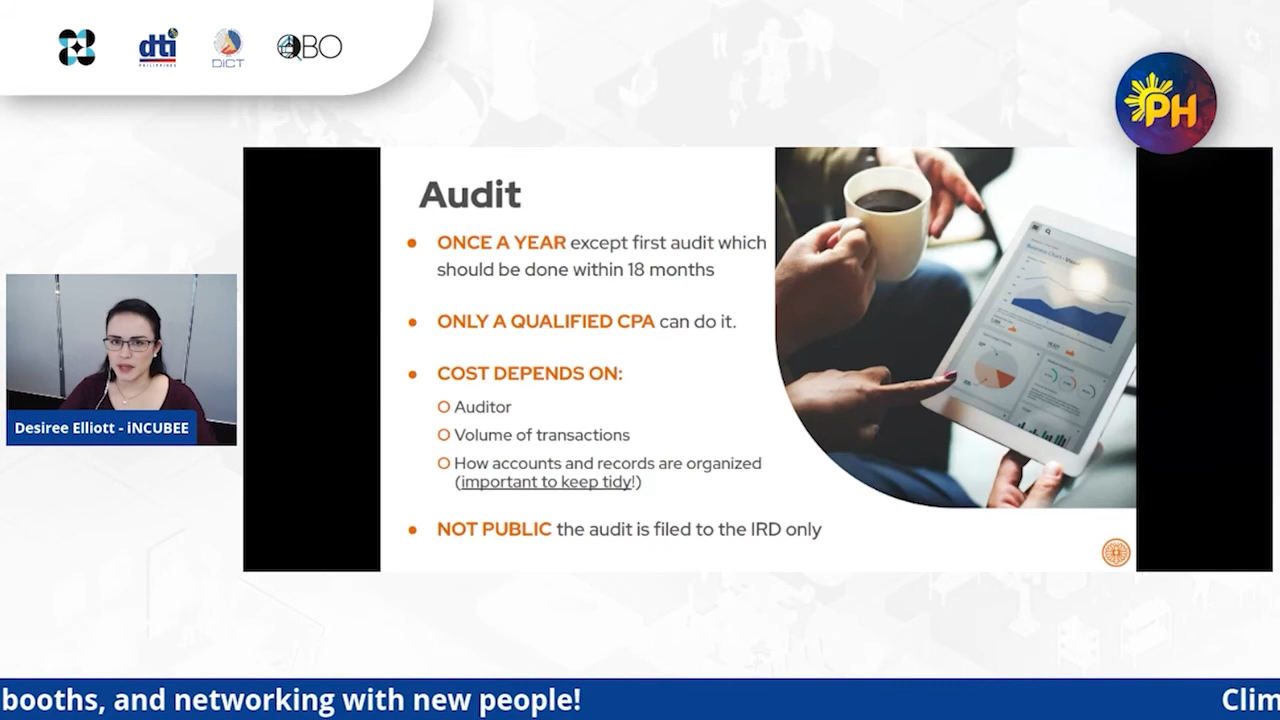 dti
PHILIPPINES
DICT
QBO
PH
Audit
ONCE A YEAR except first audit which
should be done within 18 months
ONLY A QUALIFIED CPA can do it.
COST DEPENDS ON:
Auditor
Volume of transactions
How accounts and records are organized
(important to keep tidy!)
NOT PUBLIC the audit is filed to the IRD only
Desiree Elliott - iNCUBEE
booths, and networking with new people!
Clim